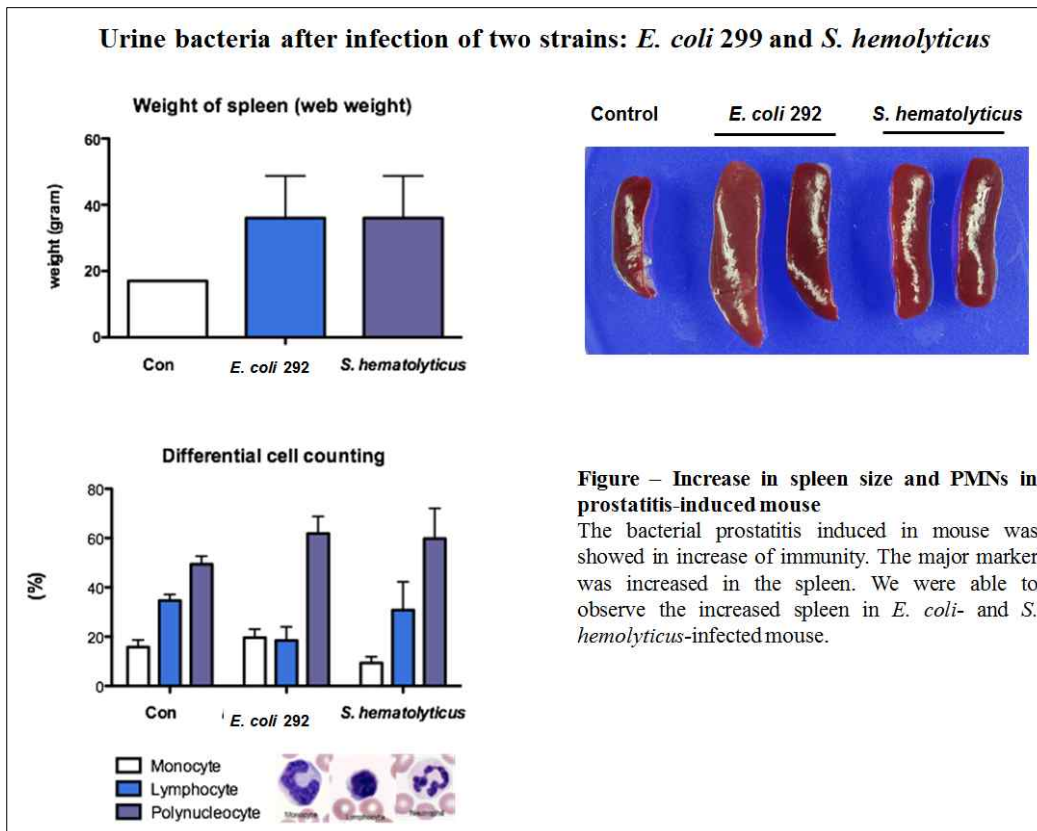 Urine bacteria after infection of two strains: E. coli 299 and S. hemolyticus
Weight of spleen (web weight)
60
40
20
0
weight (gram)
Con
E. coli 292
S. hematolyticus
Control
E. coli 292
S. hematolyticus
Differential cell counting
80
60
40
20
0
(%)
Con
E. coli 292
S. hematolyticus
Monocyte
Lymphocyte
Polynucleocyte
Monocyte
Lymphocyte
Neutrophil
Figure – Increase in spleen size and PMNs in
prostatitis-induced mouse
The bacterial prostatitis induced in mouse was
showed in increase of immunity. The major marker
was increased in the spleen. We were able to
observe the increased spleen in E. coli- and S.
hemolyticus-infected mouse.